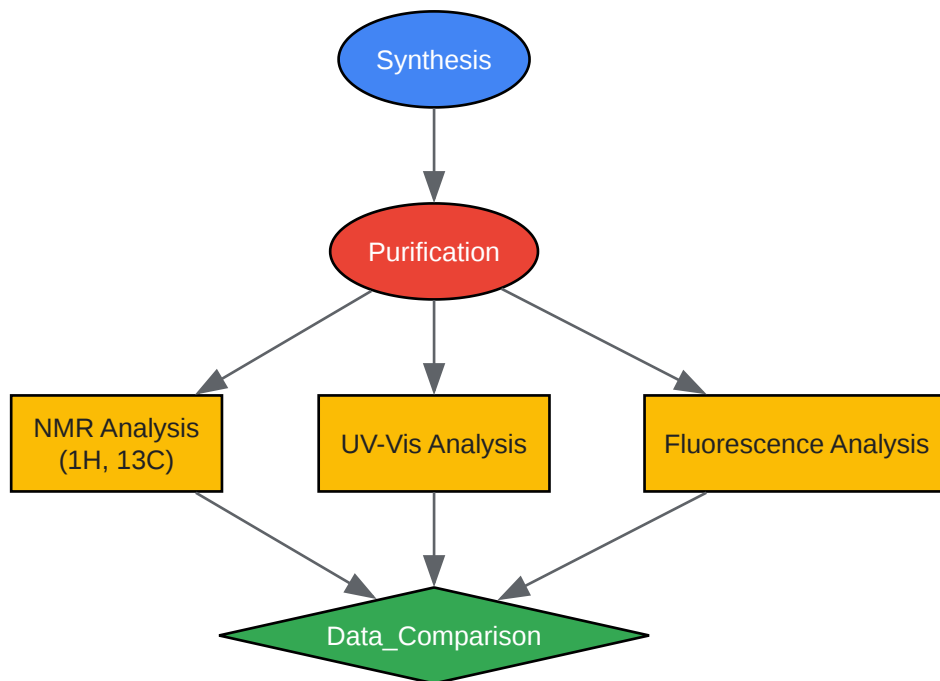 Synthesis
Purification
NMR Analysis
(1H, 13C)
UV-Vis Analysis
Fluorescence Analysis
Data_Comparison